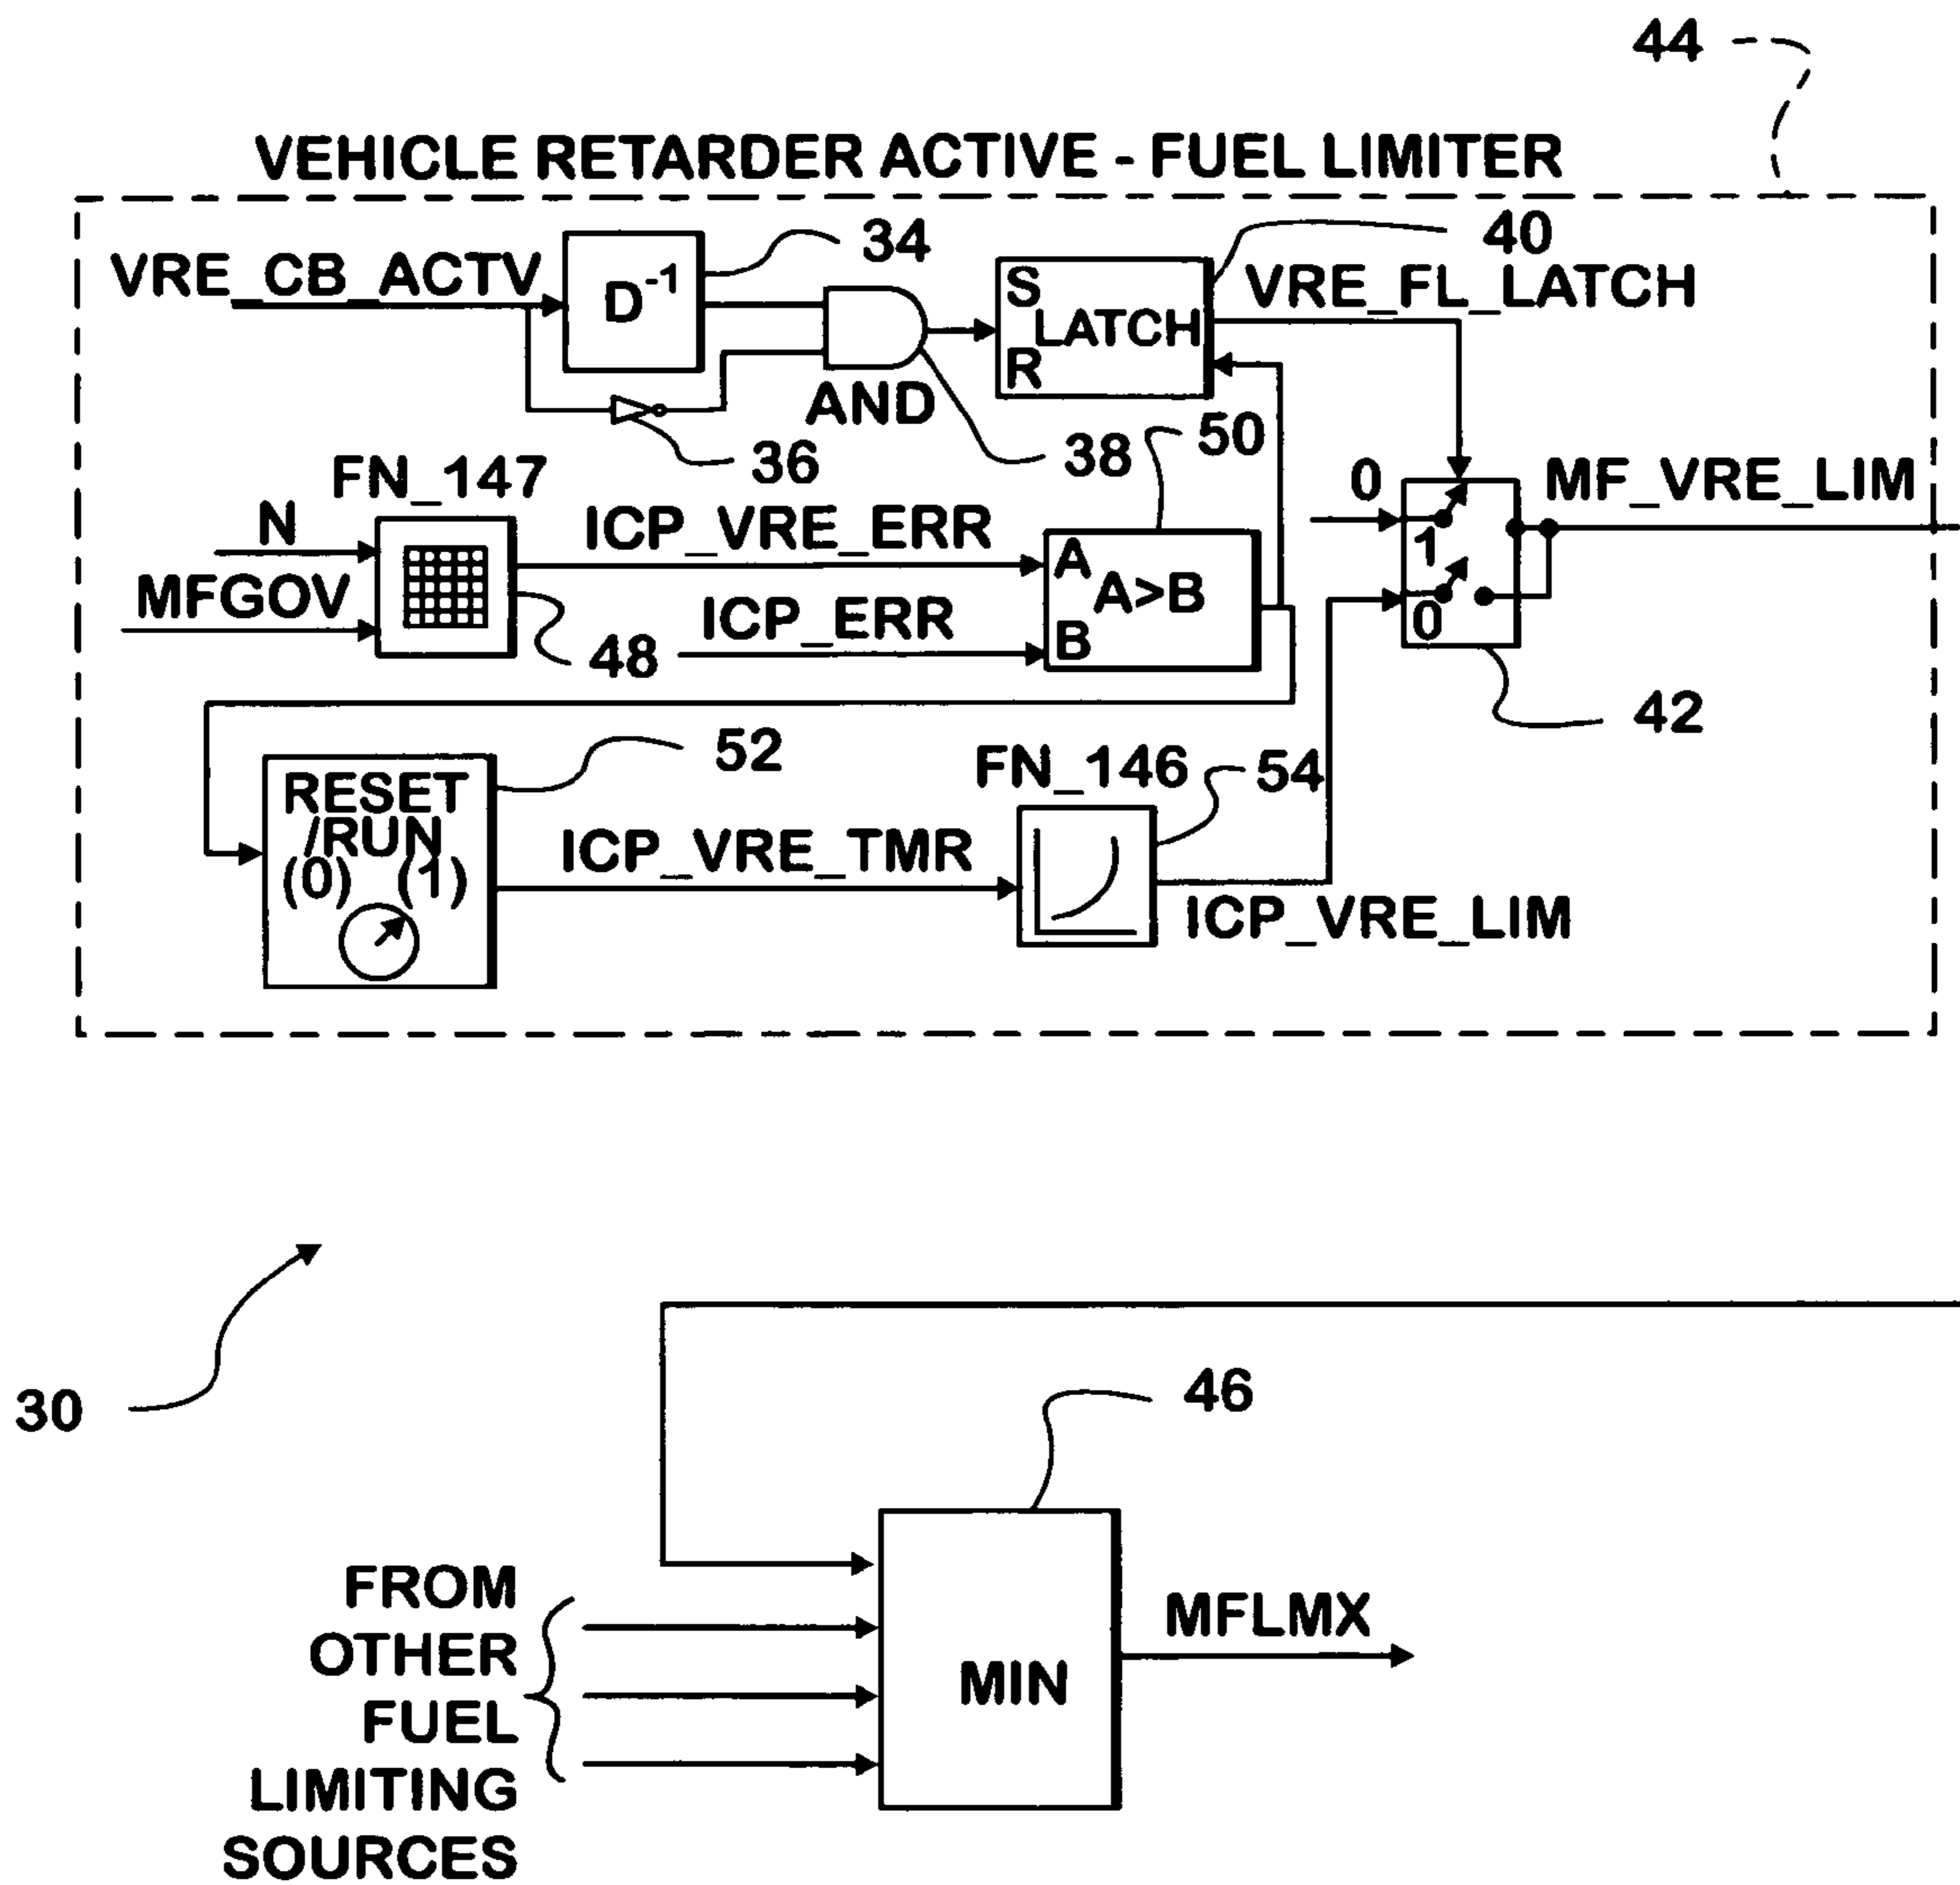 44
VEHICLE RETARDER ACTIVE - FUEL LIMITER
VRE_CB_ACTV
D-1
34
S
LATCH
R
40
VRE_FL_LATCH
AND
36
38
50
FN_147
N
MFGOV
48
ICP_VRE_ERR
ICP_ERR
A
A>B
B
0
1
0
MF_VRE_LIM
42
RESET
/RUN
(0) (1)
52
ICP_VRE_TMR
FN_146
54
ICP_VRE_LIM
30
46
FROM
OTHER
FUEL
LIMITING
SOURCES
MIN
MFLMX